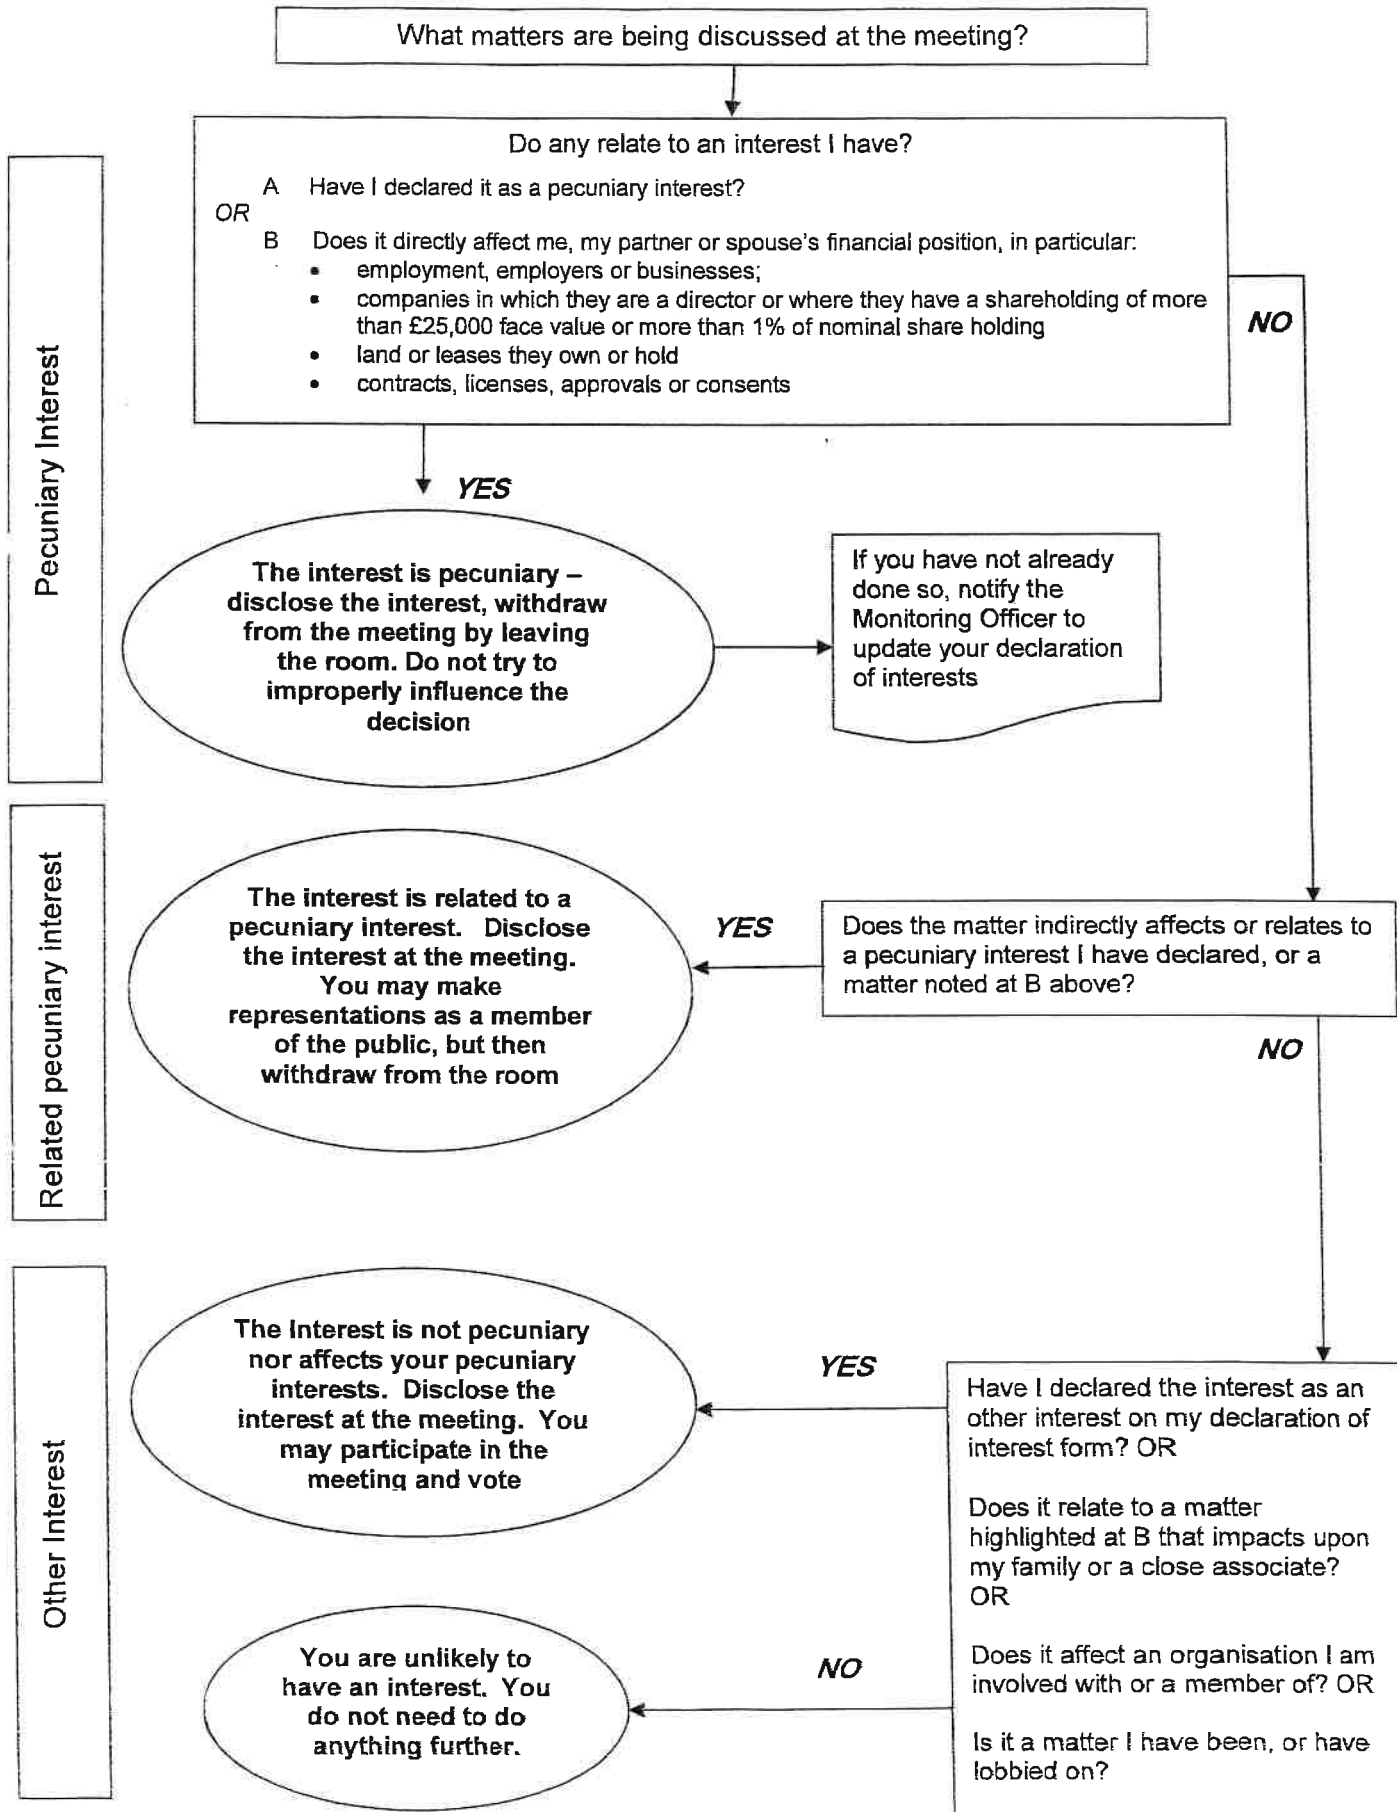 What matters are being discussed at the meeting?
Do any relate to an interest I have?
A Have I declared it as a pecuniary interest?
OR
B Does it directly affect me, my partner or spouse's financial position, in particular:
• employment, employers or businesses;
• companies in which they are a director or where they have a shareholding of more
than £25,000 face value or more than 1% of nominal share holding
• land or leases they own or hold
• contracts, licenses, approvals or consents
NO
Pecuniary Interest
YES
The interest is pecuniary –
disclose the interest, withdraw
from the meeting by leaving
the room. Do not try to
improperly influence the
decision
If you have not already
done so, notify the
Monitoring Officer to
update your declaration
of interests
Related pecuniary interest
The interest is related to a
pecuniary interest. Disclose
the interest at the meeting.
You may make
representations as a member
of the public, but then
withdraw from the room
YES
Does the matter indirectly affects or relates to
a pecuniary interest I have declared, or a
matter noted at B above?
NO
Other Interest
The Interest is not pecuniary
nor affects your pecuniary
interests. Disclose the
interest at the meeting. You
may participate in the
meeting and vote
YES
Have I declared the interest as an
other interest on my declaration of
interest form? OR
Does it relate to a matter
highlighted at B that impacts upon
my family or a close associate?
OR
Does it affect an organisation I am
involved with or a member of? OR
Is it a matter I have been, or have
lobbied on?
NO
You are unlikely to
have an interest. You
do not need to do
anything further.